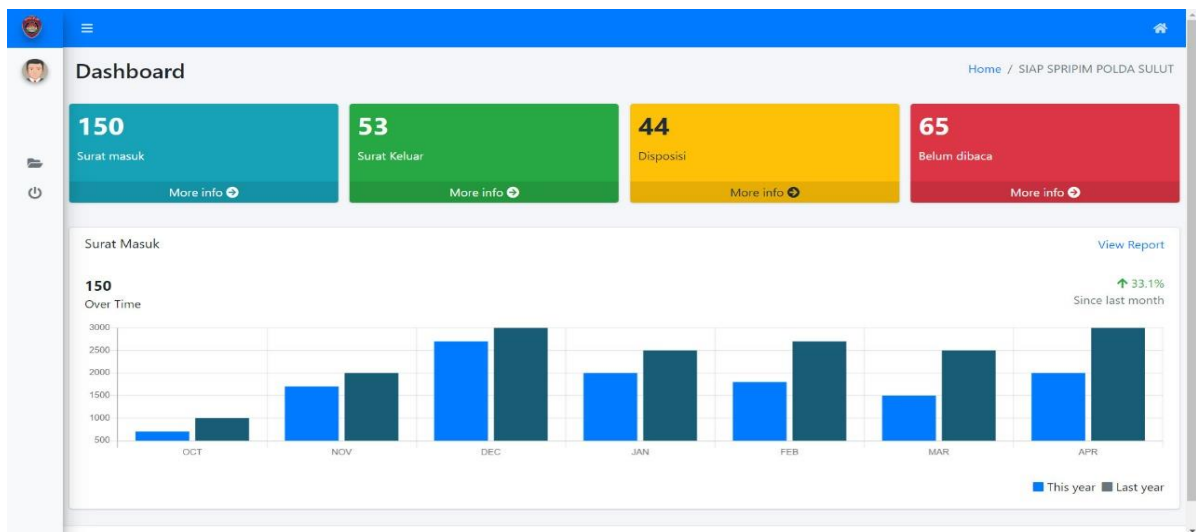 Dashboard
Home / SIAP SPRIPIM POLDA SULUT
150
Surat masuk
More info
53
Surat Keluar
More info
44
Disposisi
More info
65
Belum dibaca
More info
Surat Masuk
View Report
150
Over Time
33.1%
Since last month
3000
2500
2000
1500
1000
500
OCT NOV DEC JAN FEB MAR APR
This year Last year